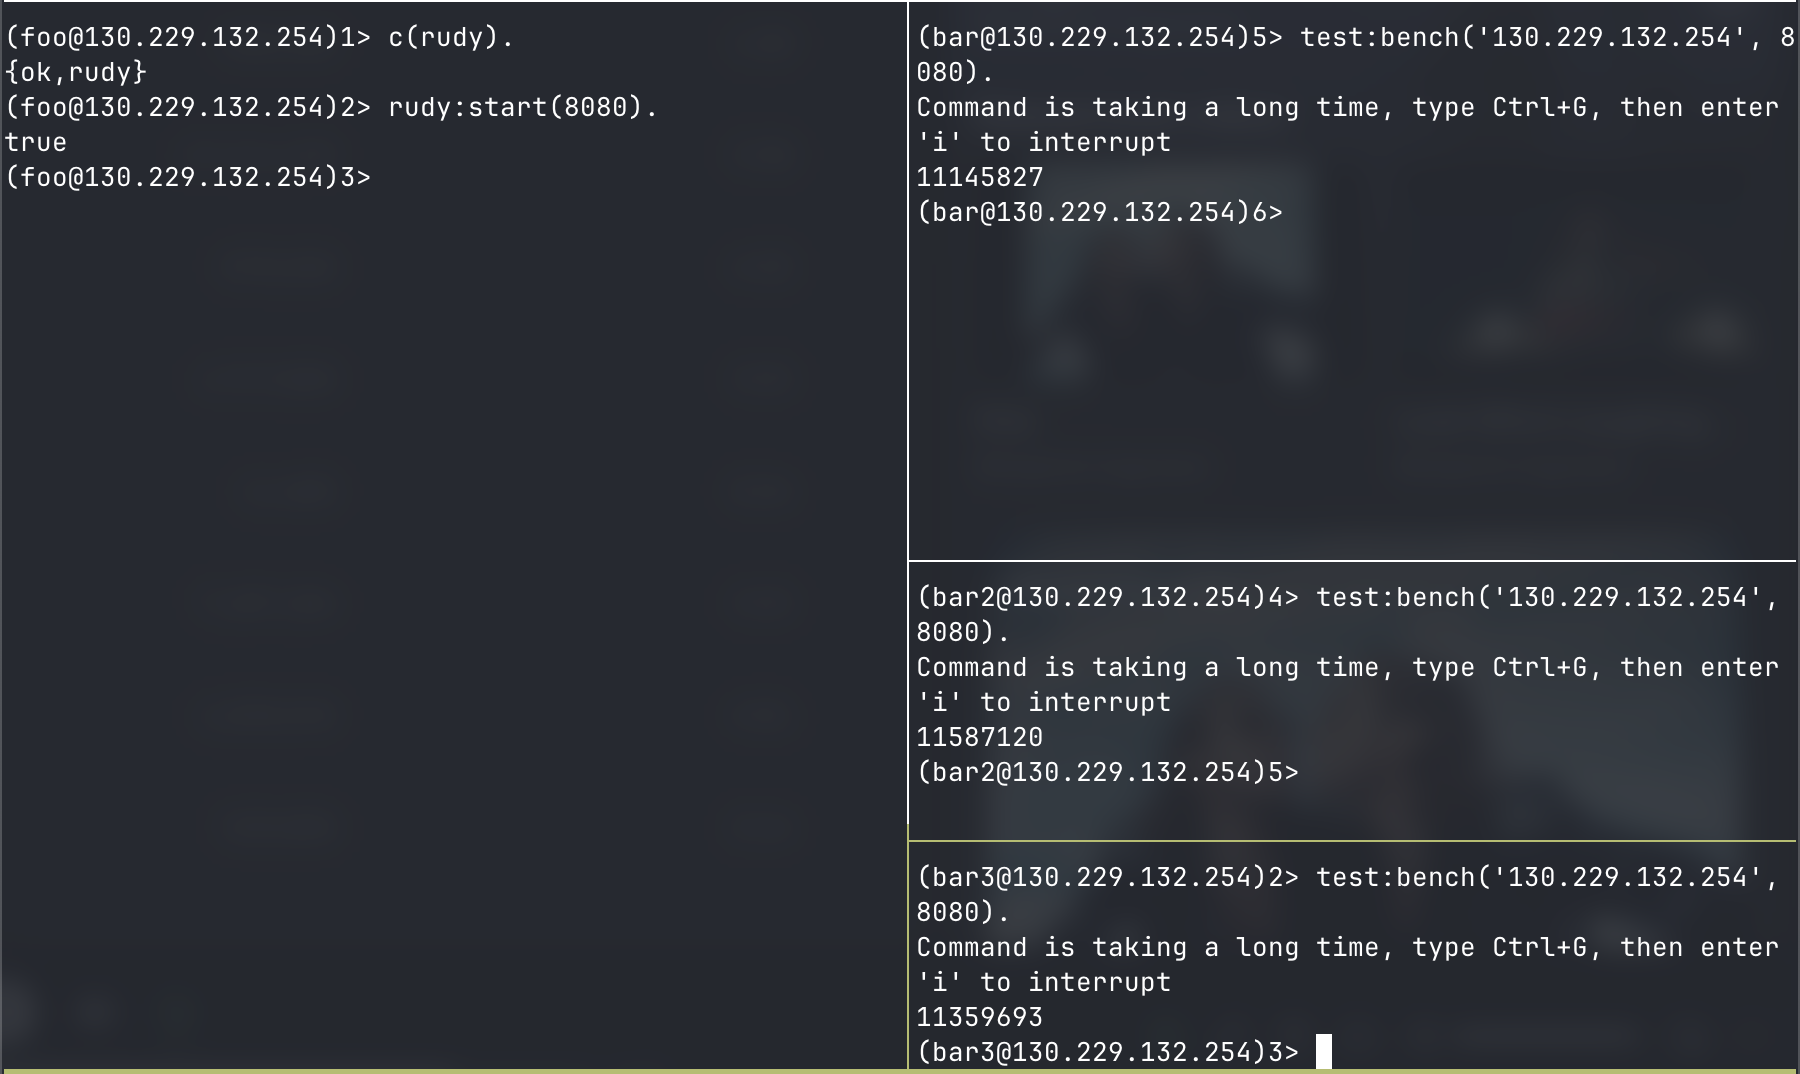 (foo@130.229.132.254)1> c(rudy).
{ok,rudy}
(foo@130.229.132.254)2> rudy:start(8080).
true
(foo@130.229.132.254)3>
(bar@130.229.132.254)5> test:bench('130.229.132.254', 8
080).
Command is taking a long time, type Ctrl+G, then enter
'i' to interrupt
11145827
(bar@130.229.132.254)6>
(bar2@130.229.132.254)4> test:bench('130.229.132.254',
8080).
Command is taking a long time, type Ctrl+G, then enter
'i' to interrupt
11587120
(bar2@130.229.132.254)5>
(bar3@130.229.132.254)2> test:bench('130.229.132.254',
8080).
Command is taking a long time, type Ctrl+G, then enter
'i' to interrupt
11359693
(bar3@130.229.132.254)3>